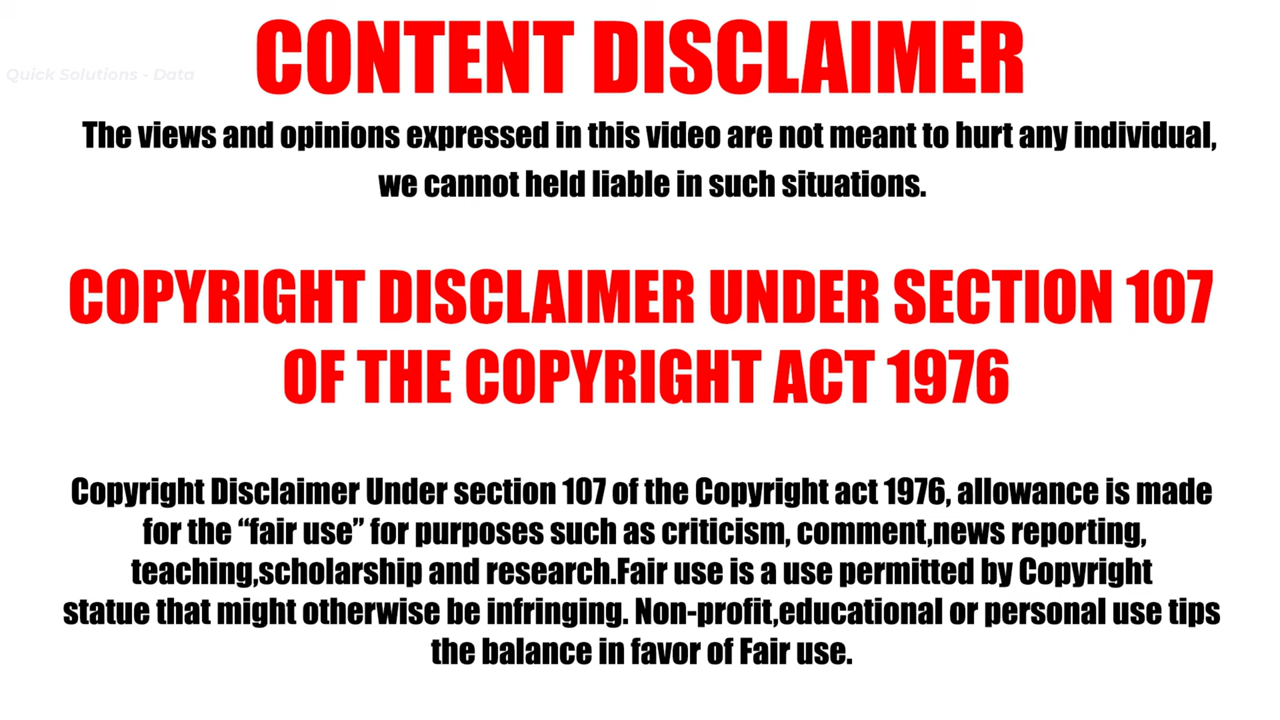 CONTENT DISCLAIMER
Quick Solutions - Data
The views and opinions expressed in this video are not meant to hurt any individual,
we cannot held liable in such situations.
COPYRIGHT DISCLAIMER UNDER SECTION 107
OF THE COPYRIGHT ACT 1976
Copyright Disclaimer Under section 107 of the Copyright act 1976, allowance is made
for the “fair use” for purposes such as criticism, comment,news reporting,
teaching,scholarship and research.Fair use is a use permitted by Copyright
statue that might otherwise be infringing. Non-profit,educational or personal use tips
the balance in favor of Fair use.